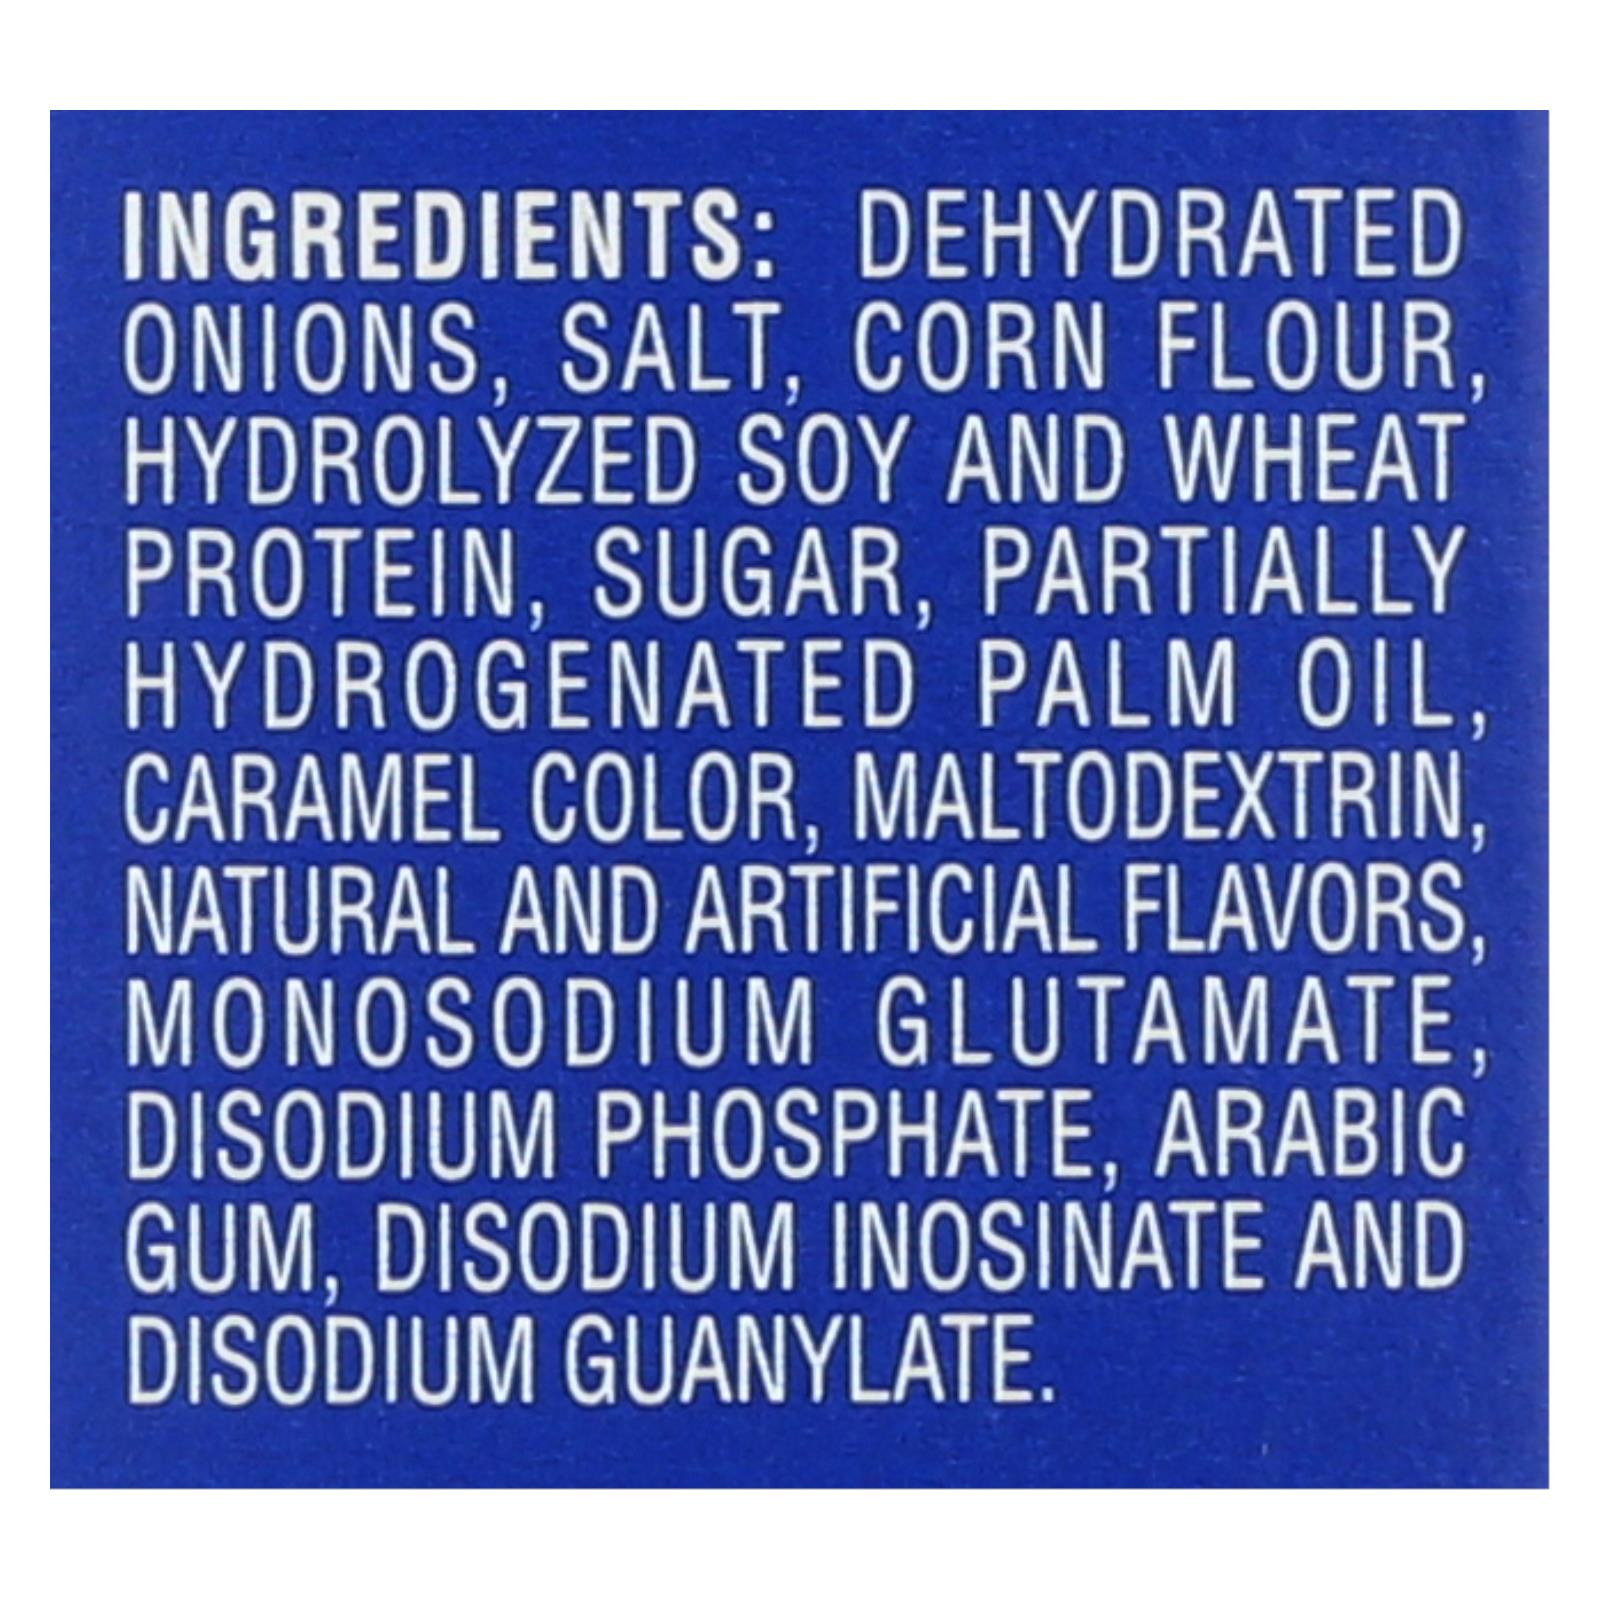 INGREDIENTS: DEHYDRATED
ONIONS, SALT, CORN FLOUR,
HYDROLYZED SOY AND WHEAT
PROTEIN, SUGAR, PARTIALLY
HYDROGENATED PALM OIL,
CARAMEL COLOR, MALTODEXTRIN,
NATURAL AND ARTIFICIAL FLAVORS,
MONOSODIUM GLUTAMATE,
DISODIUM PHOSPHATE, ARABIC
GUM, DISODIUM INOSINATE AND
DISODIUM GUANYLATE.